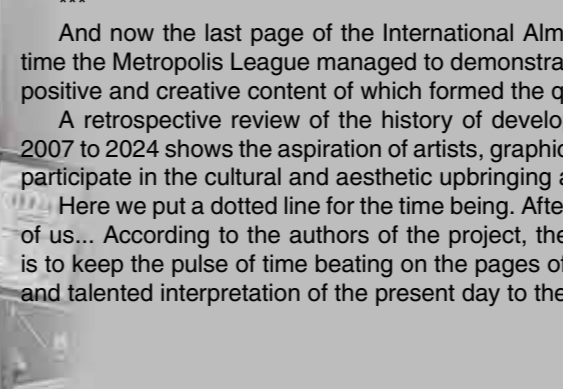 ***
And now the last page of the International Alm
time the Metropolis League managed to demonstra
positive and creative content of which formed the q
A retrospective review of the history of develo
2007 to 2024 shows the aspiration of artists, graphic
participate in the cultural and aesthetic upbringing a
Here we put a dotted line for the time being. Afte
of us... According to the authors of the project, the
is to keep the pulse of time beating on the pages of
and talented interpretation of the present day to the